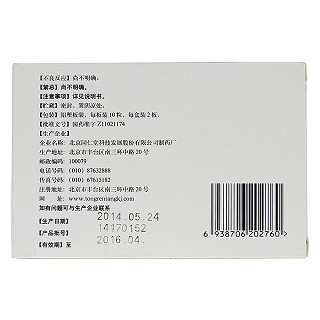 【不良反应】尚不明确。
【禁忌】尚不明确。
【注意事项】详见说明书。
【贮藏】密封，置阴凉处。
【包装】铝塑板装，每板装10粒，每盒装2板。
【批准文号】国药准字Z11021174
【生产企业】
企业名称：北京同仁堂科技发展股份有限公司制药厂
生产地址：北京市丰台区南三环中路20号
邮政编码：100079
电话号码：(010) 87632888
传真号码：(010) 67615182
注册地址：北京市丰台区南三环中路20号
网 址：www.tongrentangkj.com
如有问题可与生产企业联系
【生产日期】 2014.05.24
【产品批号】 14170152
【有效期】至 2016.04.
6 938706 202760